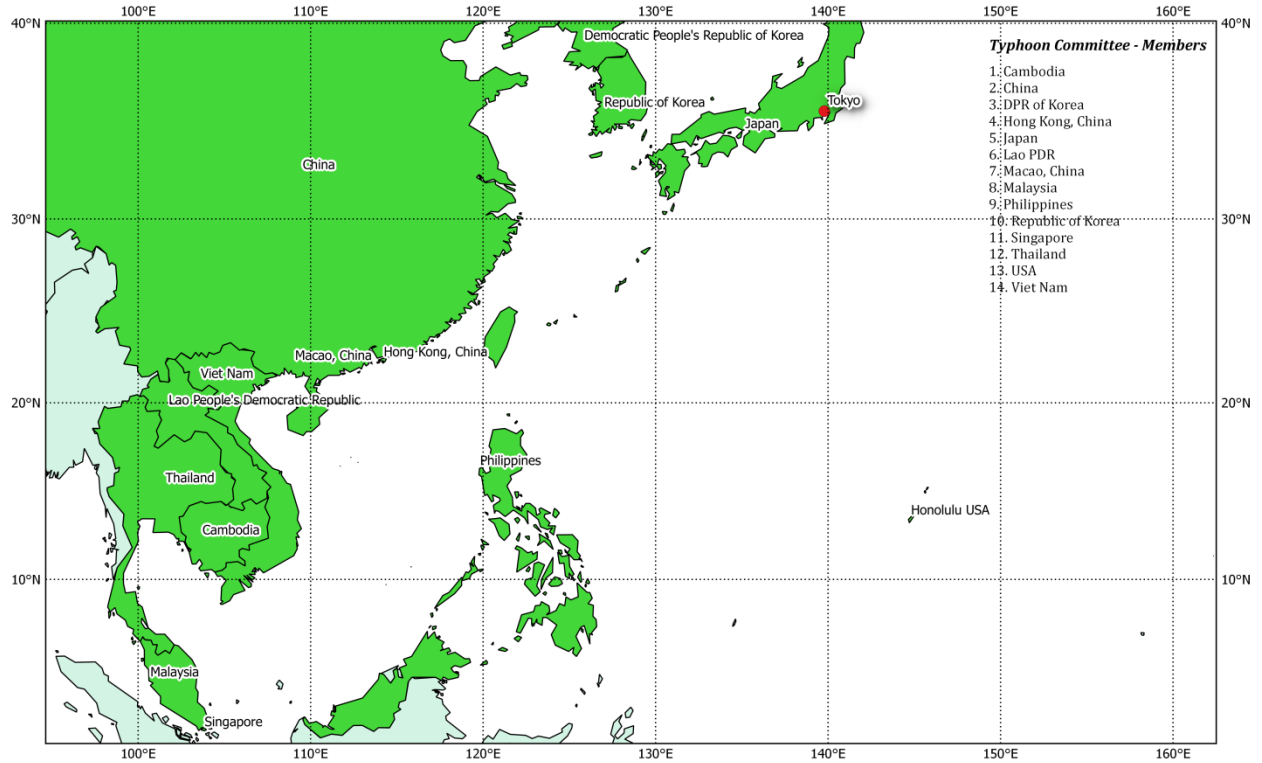 100°E
110°E
120°E
130°E
140°E
150°E
160°E
40°N
40°N
Democratic People's Republic of Korea
Typhoon Committee - Members
1. Cambodia
2. China
3. DPR of Korea
4. Hong Kong, China
5. Japan
6. Lao PDR
7. Macao, China
8. Malaysia
9. Philippines
10. Republic of Korea
11. Singapore
12. Thailand
13. USA
14. Viet Nam
Republic of Korea
Tokyo
Japan
China
30°N
30°N
Macao, China
Hong Kong, China
Viet Nam
Lao People's Democratic Republic
20°N
20°N
Philippines
Thailand
Honolulu USA
Cambodia
10°N
10°N
Malaysia
Singapore
100°E
110°E
120°E
130°E
140°E
150°E
160°E